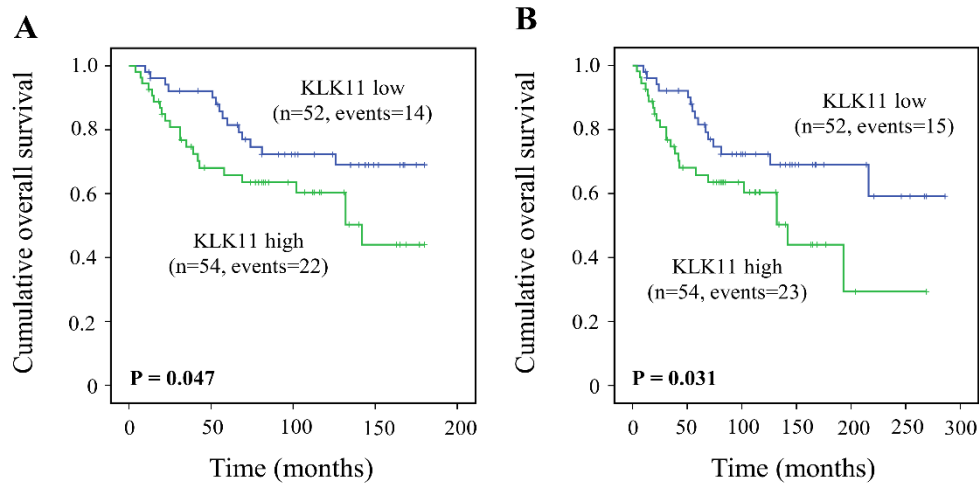 A
Cumulative overall survival
1.0
0.8
0.6
0.4
0.2
0
KLK11 low
(n=52, events=14)
KLK11 high
(n=54, events=22)
P = 0.047
0 50 100 150 200
Time (months)
B
Cumulative overall survival
1.0
0.8
0.6
0.4
0.2
0
KLK11 low
(n=52, events=15)
KLK11 high
(n=54, events=23)
P = 0.031
0 50 100 150 200 250 300
Time (months)